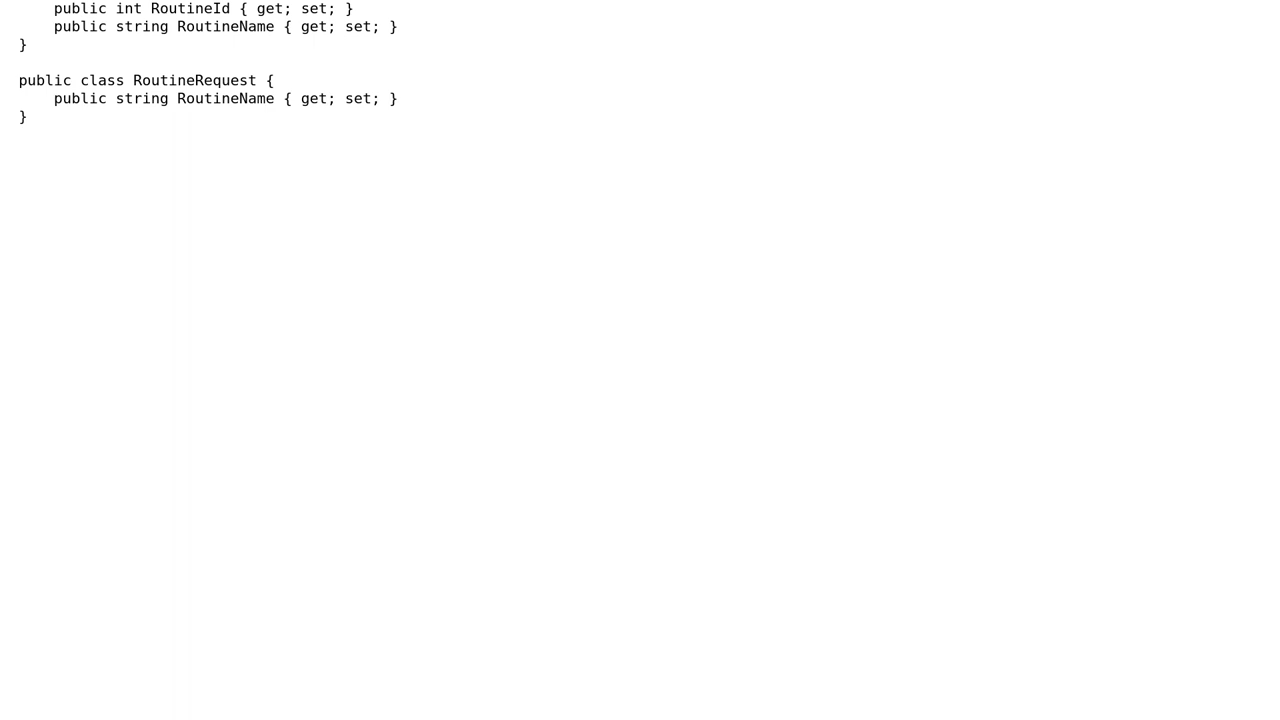 public int RoutineId { get; set; }
    public string RoutineName { get; set; }
}

public class RoutineRequest {
    public string RoutineName { get; set; }
}